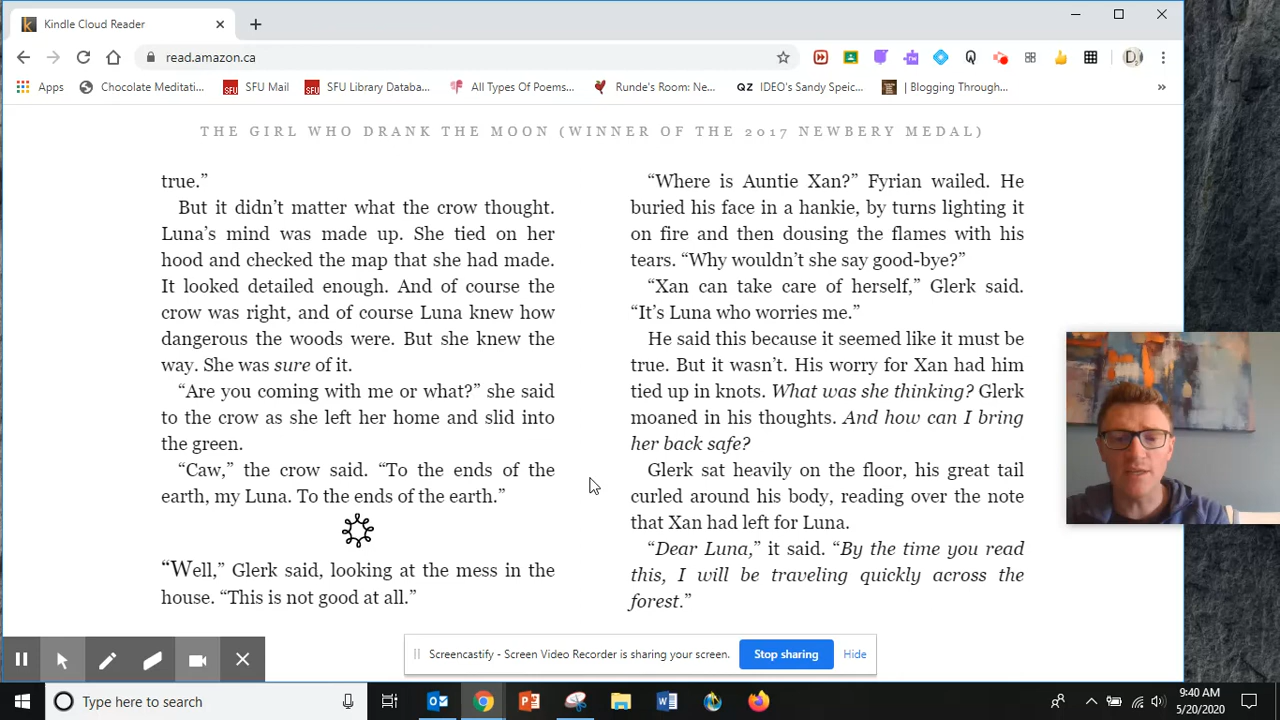 Kindle Cloud Reader
read.amazon.ca
Apps
Chocolate Meditati...
SFU Mail
SFU Library Databa...
All Types Of Poems...
Runde's Room: Ne...
IDEO's Sandy Speic...
| Blogging Through...
THE GIRL WHO DRANK THE MOON (WINNER OF THE 2017 NEWBERY MEDAL)
true.”
But it didn’t matter what the crow thought.
Luna’s mind was made up. She tied on her
hood and checked the map that she had made.
It looked detailed enough. And of course the
crow was right, and of course Luna knew how
dangerous the woods were. But she knew the
way. She was sure of it.
“Are you coming with me or what?” she said
to the crow as she left her home and slid into
the green.
“Caw,” the crow said. “To the ends of the
earth, my Luna. To the ends of the earth.”
“Well,” Glerk said, looking at the mess in the
house. “This is not good at all.”
“Where is Auntie Xan?” Fyrian wailed. He
buried his face in a hankie, by turns lighting it
on fire and then dousing the flames with his
tears. “Why wouldn’t she say good-bye?”
“Xan can take care of herself,” Glerk said.
“It’s Luna who worries me.”
He said this because it seemed like it must be
true. But it wasn’t. His worry for Xan had him
tied up in knots. What was she thinking? Glerk
moaned in his thoughts. And how can I bring
her back safe?
Glerk sat heavily on the floor, his great tail
curled around his body, reading over the note
that Xan had left for Luna.
“Dear Luna,” it said. “By the time you read
this, I will be traveling quickly across the
forest.”
Screencastify - Screen Video Recorder is sharing your screen.
Stop sharing
Hide
Type here to search
9:40 AM
5/20/2020